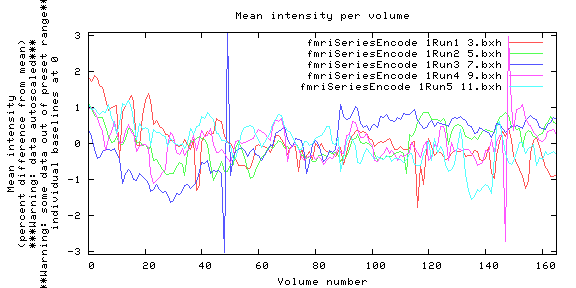 Mean intensity per volume
Mean intensity
(percent difference from mean)
***Warning: data autoscaled***
**Warning: some data out of preset range**
individual baselines at 0
3
2
1
0
-1
-2
-3
fmriSeriesEncode 1Run1 3.bxh
fmriSeriesEncode 1Run2 5.bxh
fmriSeriesEncode 1Run3 7.bxh
fmriSeriesEncode 1Run4 9.bxh
fmriSeriesEncode 1Run5 11.bxh
0 20 40 60 80 100 120 140 160
Volume number